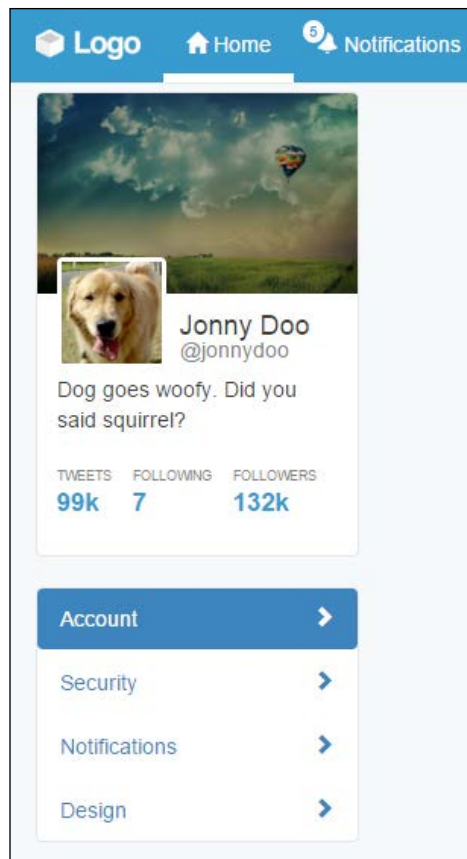 Logo Home 5 Notifications
Jonny Doo
@jonnydoo
Dog goes woofy. Did you
said squirrel?
TWEETS FOLLOWING FOLLOWERS
99k 7 132k
Account
Security
Notifications
Design